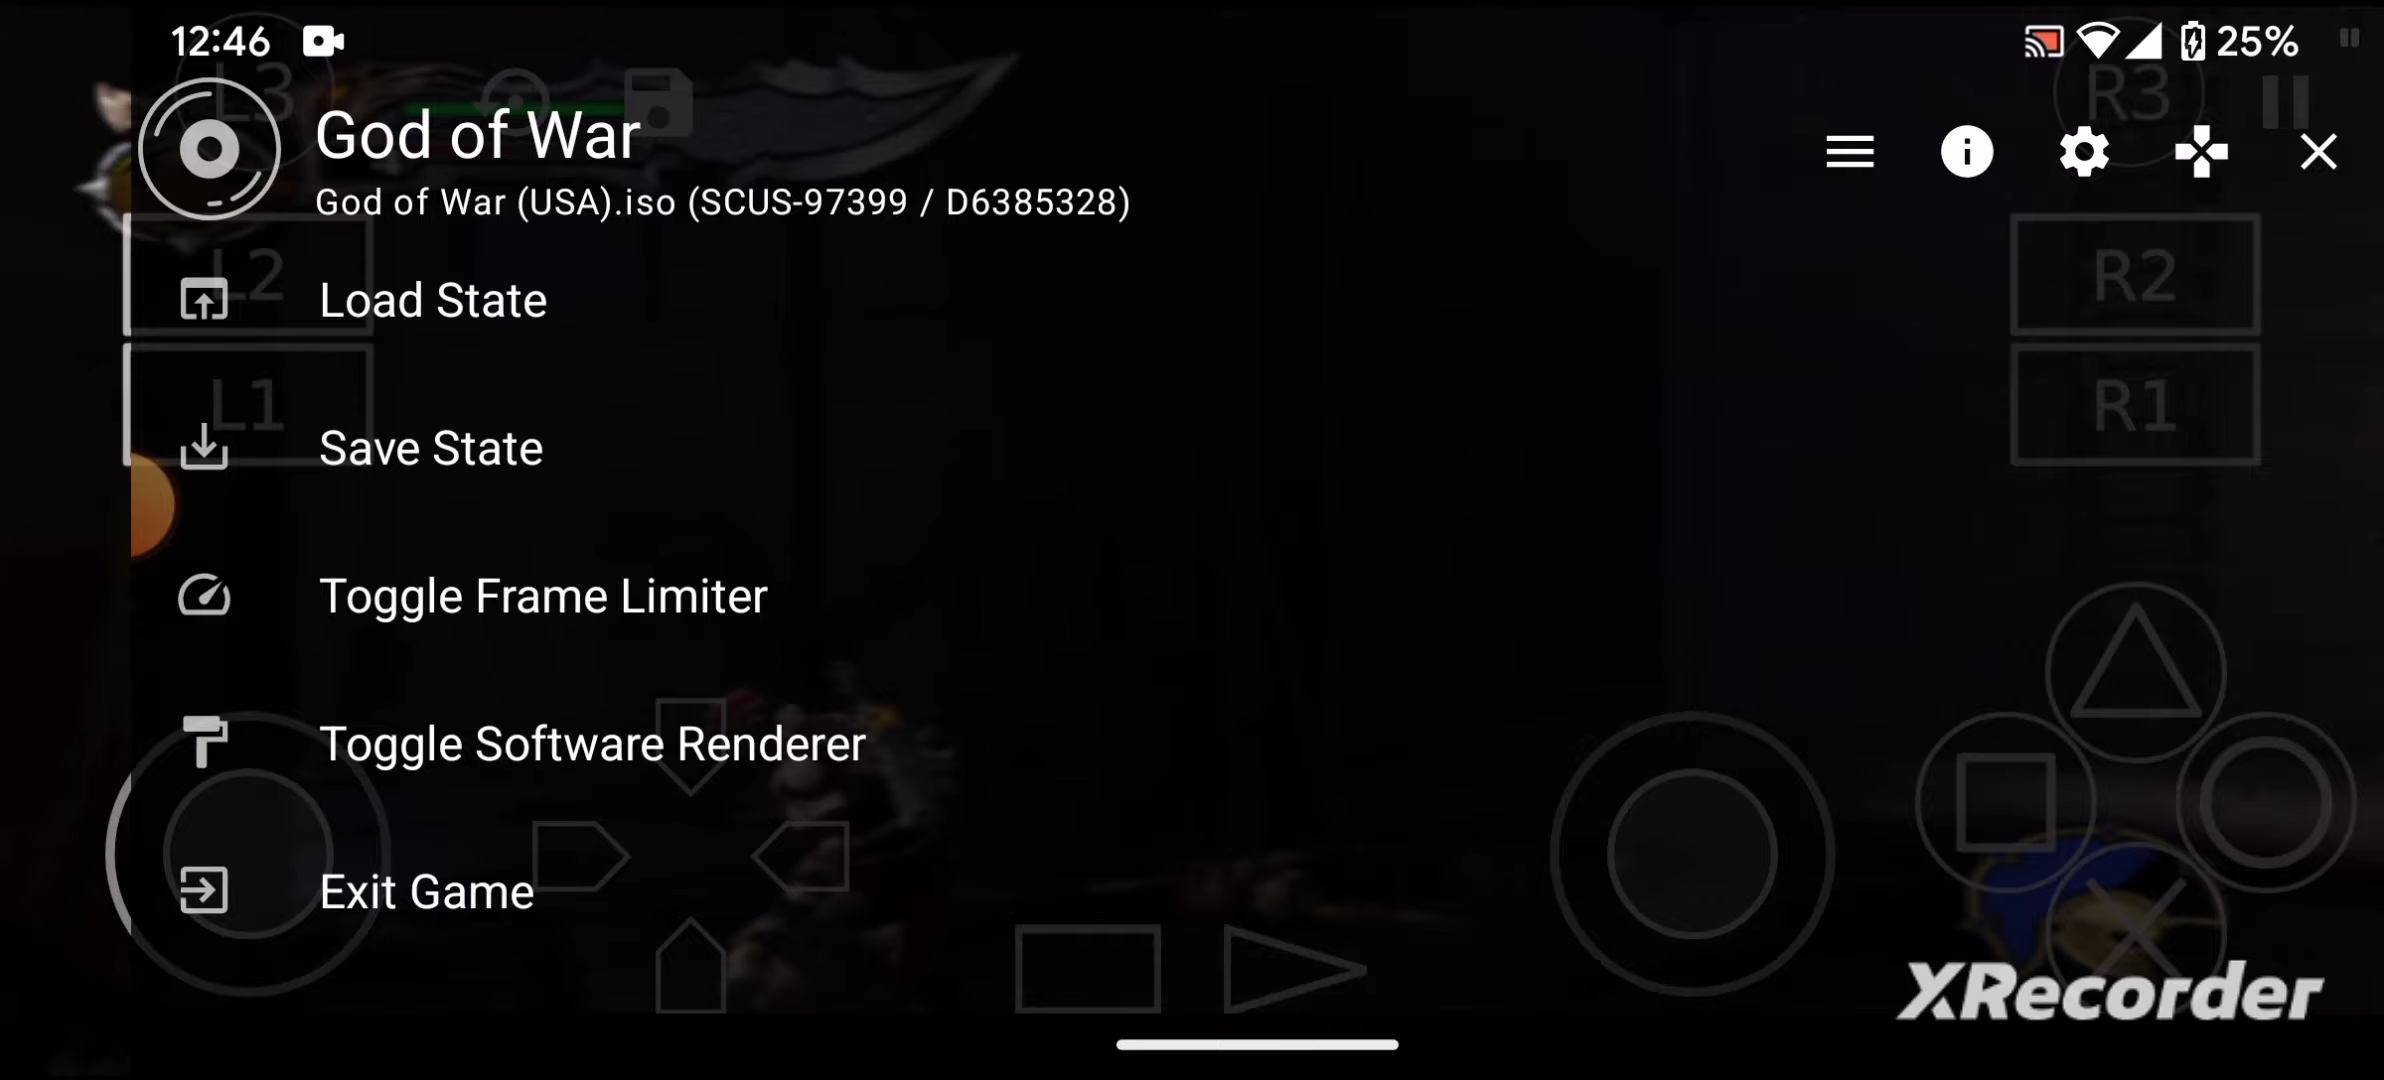 12:46
25%
L3
R3
God of War
God of War (USA).iso (SCUS-97399 / D6385328)
L2
R2
Load State
L1
R1
Save State
Toggle Frame Limiter
Toggle Software Renderer
Exit Game
XRecorder